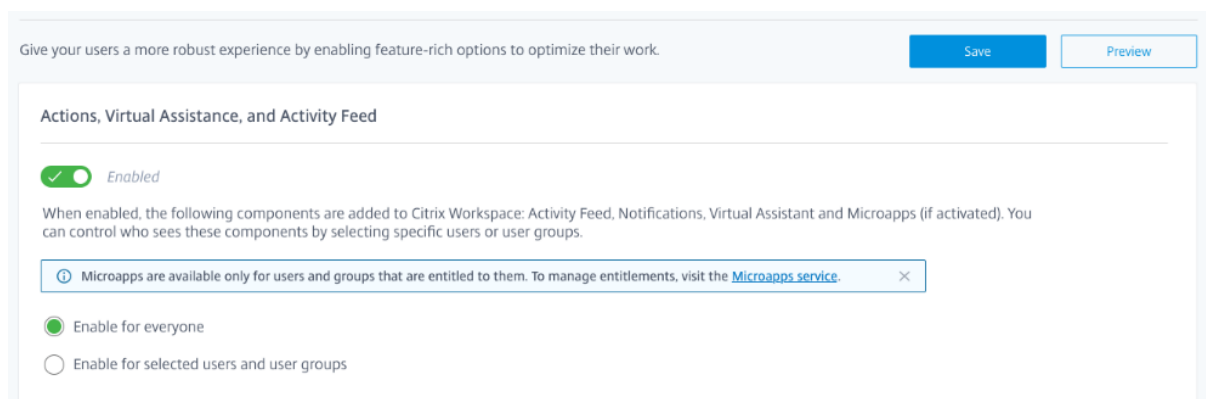 Give your users a more robust experience by enabling feature-rich options to optimize their work.
Save
Preview
Actions, Virtual Assistance, and Activity Feed
Enabled
When enabled, the following components are added to Citrix Workspace: Activity Feed, Notifications, Virtual Assistant and Microapps (if activated). You
can control who sees these components by selecting specific users or user groups.
Microapps are available only for users and groups that are entitled to them. To manage entitlements, visit the Microapps service.
Enable for everyone
Enable for selected users and user groups